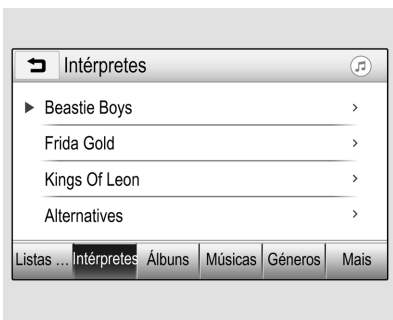 Intérpretes
Beastie Boys
Frida Gold
Kings Of Leon
Alternatives
Listas ... Intérpretes Álbuns Músicas Géneros Mais